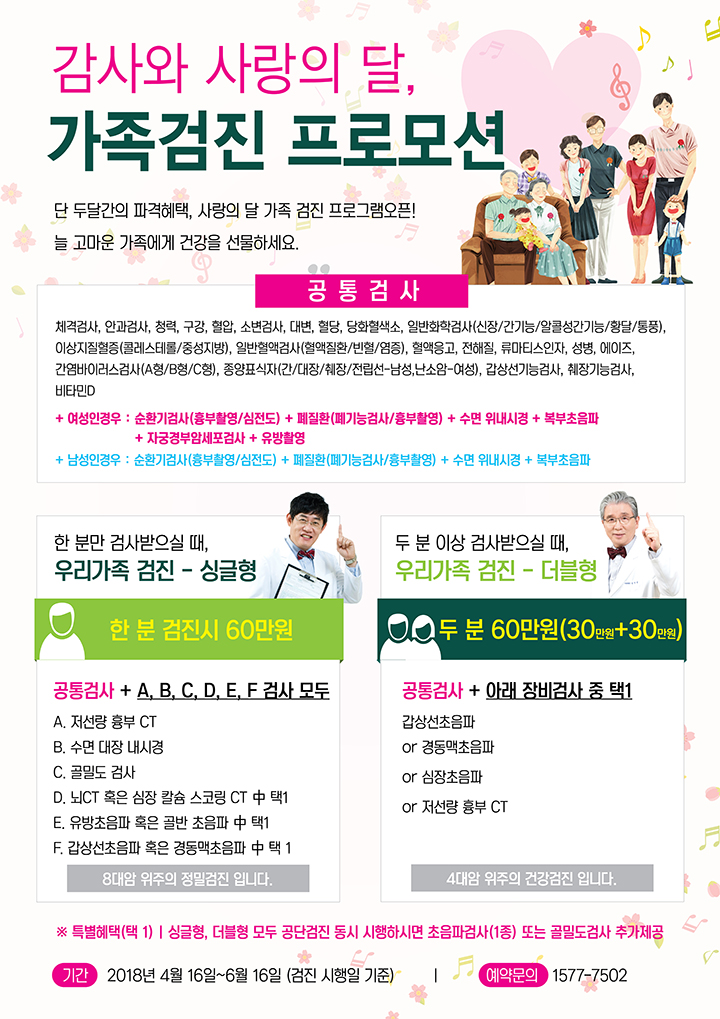 감사와 사랑의 달,
가족검진 프로모션
단 두달간의 파격혜택, 사랑의 달 가족 검진 프로그램오픈!
늘 고마운 가족에게 건강을 선물하세요.
공통검사
체격검사, 안과검사, 청력, 구강, 혈압, 소변검사, 대변, 혈당, 당화혈색소, 일반화학검사(신장/간기능/알콜성간기능/황달/통풍),
이상지질혈증(콜레스테롤/중성지방), 일반혈액검사(혈액질환/빈혈/염증), 혈액응고, 전해질, 류마티스인자, 성병, 에이즈,
간염바이러스검사(A형/B형/C형), 종양표식자(간/대장/췌장/전립선-남성,난소암-여성), 갑상선기능검사, 췌장기능검사,
비타민D
+ 여성인경우 : 순환기검사(흉부촬영/심전도) + 폐질환(폐기능검사/흉부촬영) + 수면 위내시경 + 복부초음파
+ 자궁경부암세포검사 + 유방촬영
+ 남성인경우 : 순환기검사(흉부촬영/심전도) + 폐질환(폐기능검사/흉부촬영) + 수면 위내시경 + 복부초음파
한 분만 검사받으실 때,
우리가족 검진 - 싱글형
한 분 검진시 60만원
공통검사 + A, B, C, D, E, F 검사 모두
A. 저선량 흉부 CT
B. 수면 대장 내시경
C. 골밀도 검사
D. 뇌CT 혹은 심장 칼슘 스코링 CT 中 택1
E. 유방초음파 혹은 골반 초음파 中 택1
F. 갑상선초음파 혹은 경동맥초음파 中 택 1
8대암 위주의 정밀검진 입니다.
두 분 이상 검사받으실 때,
우리가족 검진 - 더블형
두 분 60만원(30만원+30만원)
공통검사 + 아래 장비검사 중 택1
갑상선초음파
or 경동맥초음파
or 심장초음파
or 저선량 흉부 CT
4대암 위주의 건강검진 입니다.
※ 특별혜택(택 1) | 싱글형, 더블형 모두 공단검진 동시 시행하시면 초음파검사(1종) 또는 골밀도검사 추가제공
기간 2018년 4월 16일~6월 16일 (검진 시행일 기준) | 예약문의 1577-7502